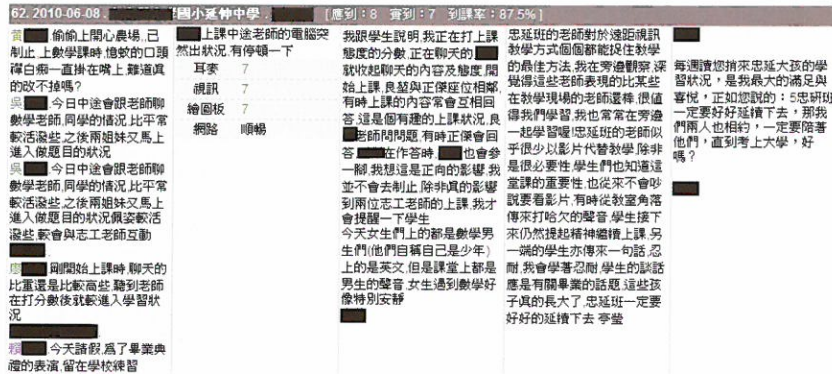 62. 2010-06-08 . 國小延伸中學 . [應到：8 實到：7 到課率：87.5%]
黃 偷偷上開心農場,已
制止.上數學課時,憶蚊的口頭
禪白痴一直掛在嘴上,難道真
的改不掉嗎?
吳 .今日中途會跟老師聊
數學老師,同學的情況,比平常
較活潑些,之後兩姐妹又馬上
進入做題目的狀況
吳 .今日中途會跟老師聊
數學老師,同學的情況,比平常
較活潑些,之後兩姐妹又馬上
進入做題目的狀況佩姿較活
潑些,較會與志工老師互動
廖 剛開始上課時,聊天的
比重還是比較高些,聽到老師
在打分數後就較進入學習狀
況
賴 .今天請假,為了畢業典
禮的表演,留在學校練習
上課中途老師的電腦突
然出狀況,有停頓一下
耳麥 7
視訊 7
繪圖板 7
網路 順暢
我跟學生說明,我正在打上課
態度的分數,正在聊天的
就收起聊天的內容及態度,開
始上課,良堃與正傑座位相鄰,
有時上課的內容常會互相回
答,這是個有趣的上課狀況,良
老師問問題,有時正傑會回
答 在作答時, 也會參
一腳,我想這是正向的影響,我
並不會去制止,除非真的影響
到兩位志工老師的上課,我才
會提醒一下學生
今天女生們上的都是數學男
生們(他們自稱自己是少年)
上的是英文,但是課堂上都是
男生的聲音,女生遇到數學好
像特別安靜
忠延班的老師對於遠距視訊
教學方式個個都能捉住教學
的最佳方法,我在旁邊觀察,深
覺得這些老師表現的比某些
在教學現場的老師還棒,很值
得我們學習,我也常常在旁邊
一起學習喔!忠延班的老師似
乎很少以影片代替教學,除非
是很必要性,學生們也知道這
堂課的重要性,也從來不會吵
說要看影片,有時從教室角落
傳來打哈欠的聲音,學生接下
來仍然提起精神繼續上課,另
一端的學生亦傳來一句話,忍
耐,我會學著忍耐,學生的談話
應是有關畢業的話題,這些孩
子真的長大了,忠延班一定要
好好的延續下去 亭瑩
每週讀您捎來忠延大孩的學
習狀況，是我最大的滿足與
喜悅，正如您說的：5忠研班
一定要好好延續下去，那我
們兩人也相約，一定要陪著
他們，直到考上大學，好
嗎？